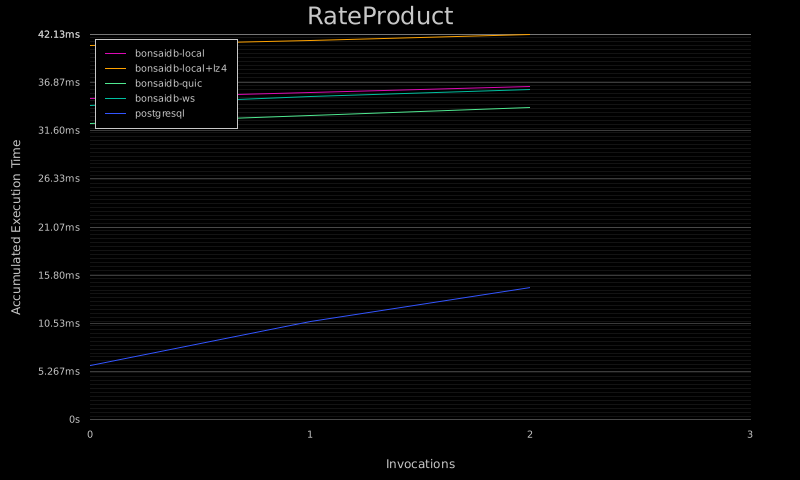 RateProduct
42.13ms
36.87ms
31.60ms
26.33ms
21.07ms
15.80ms
10.53ms
5.267ms
0s
Accumulated Execution Time
bonsaidb-local
bonsaidb-local+lz4
bonsaidb-quic
bonsaidb-ws
postgresql
0 1 2 3
Invocations